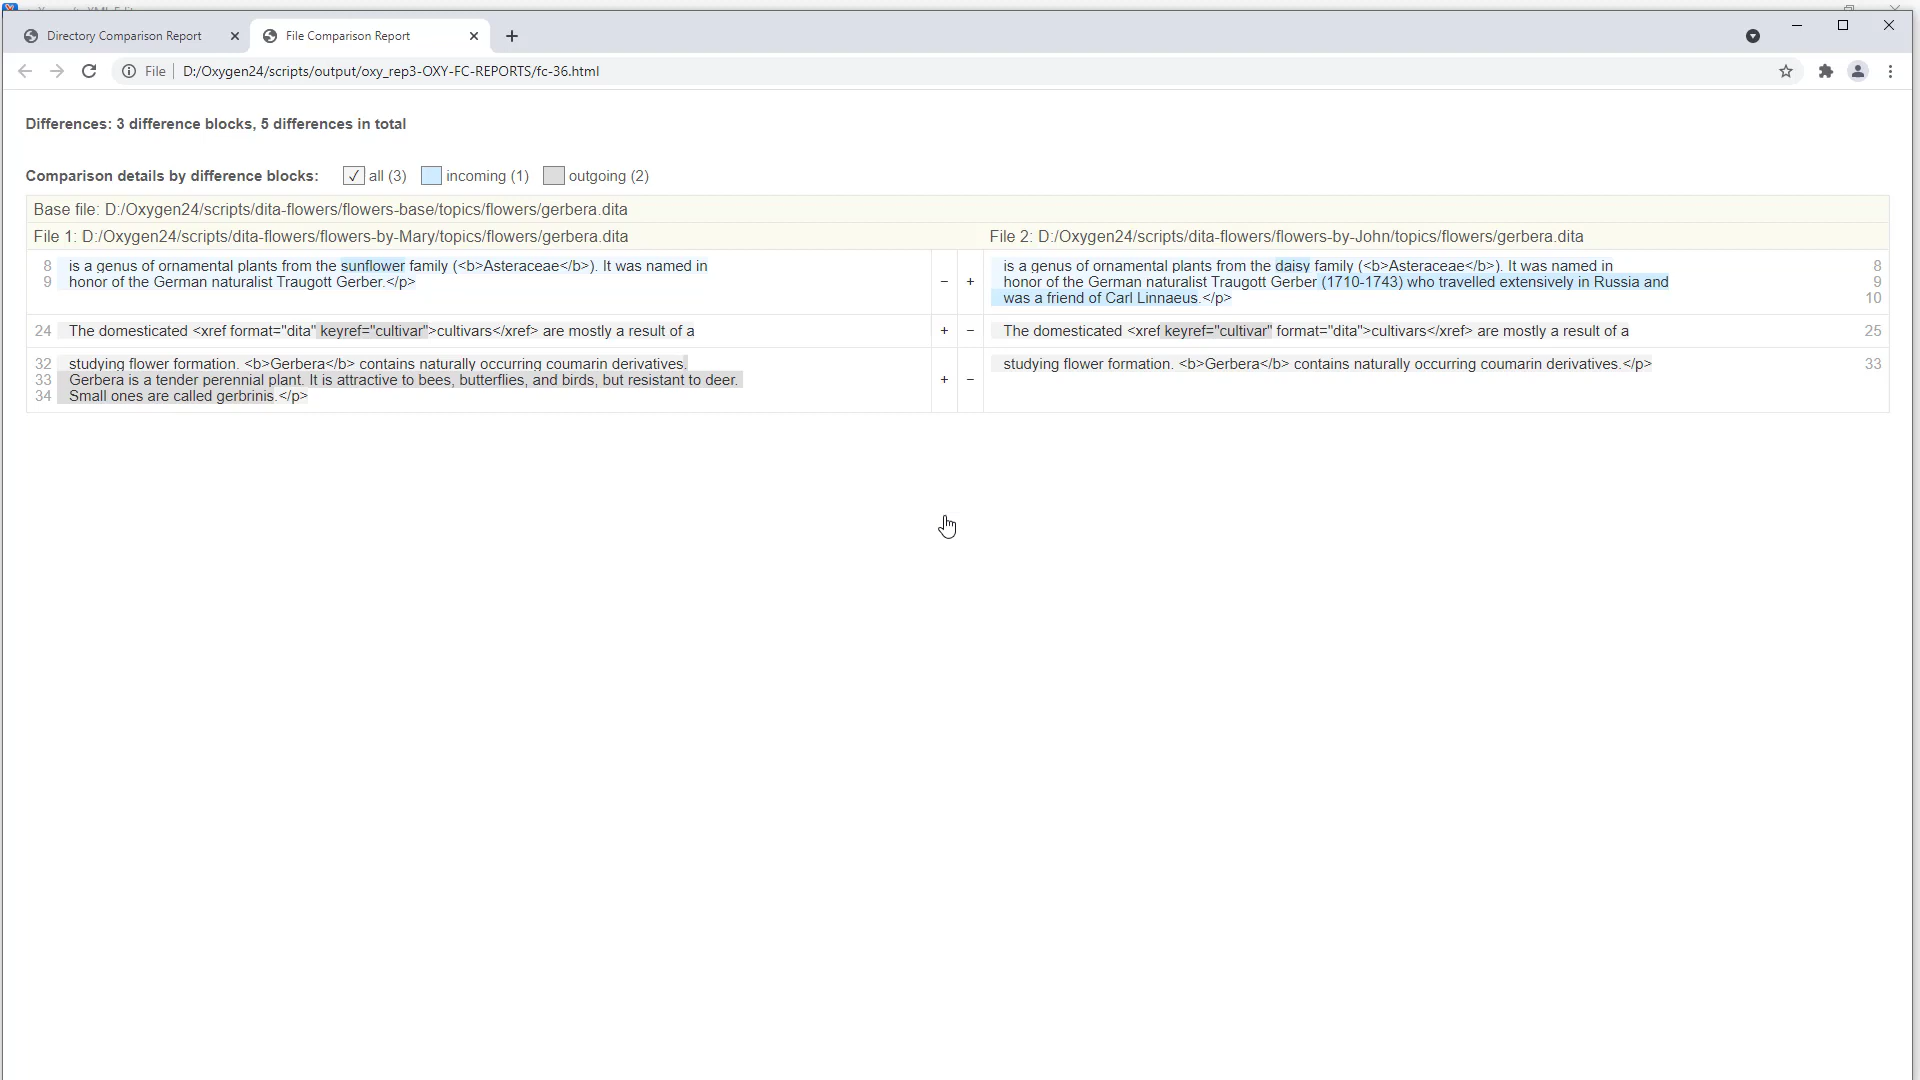 Directory Comparison Report
File Comparison Report
File
D:/Oxygen24/scripts/output/oxy_rep3-OXY-FC-REPORTS/fc-36.html
Differences: 3 difference blocks, 5 differences in total
Comparison details by difference blocks: ✓ all (3) incoming (1) outgoing (2)
Base file: D:/Oxygen24/scripts/dita-flowers/flowers-base/topics/flowers/gerbera.dita
File 1: D:/Oxygen24/scripts/dita-flowers/flowers-by-Mary/topics/flowers/gerbera.dita
File 2: D:/Oxygen24/scripts/dita-flowers/flowers-by-John/topics/flowers/gerbera.dita
8 is a genus of ornamental plants from the sunflower family (<b>Asteraceae</b>). It was named in
9 honor of the German naturalist Traugott Gerber.</p>
- +
is a genus of ornamental plants from the daisy family (<b>Asteraceae</b>). It was named in 8
honor of the German naturalist Traugott Gerber (1710-1743) who travelled extensively in Russia and 9
was a friend of Carl Linnaeus.</p> 10
24 The domesticated <xref format="dita" keyref="cultivar">cultivars</xref> are mostly a result of a
+ -
The domesticated <xref keyref="cultivar" format="dita">cultivars</xref> are mostly a result of a 25
32 studying flower formation. <b>Gerbera</b> contains naturally occurring coumarin derivatives.
33 Gerbera is a tender perennial plant. It is attractive to bees, butterflies, and birds, but resistant to deer.
34 Small ones are called gerbrinis.</p>
+ -
studying flower formation. <b>Gerbera</b> contains naturally occurring coumarin derivatives.</p> 33